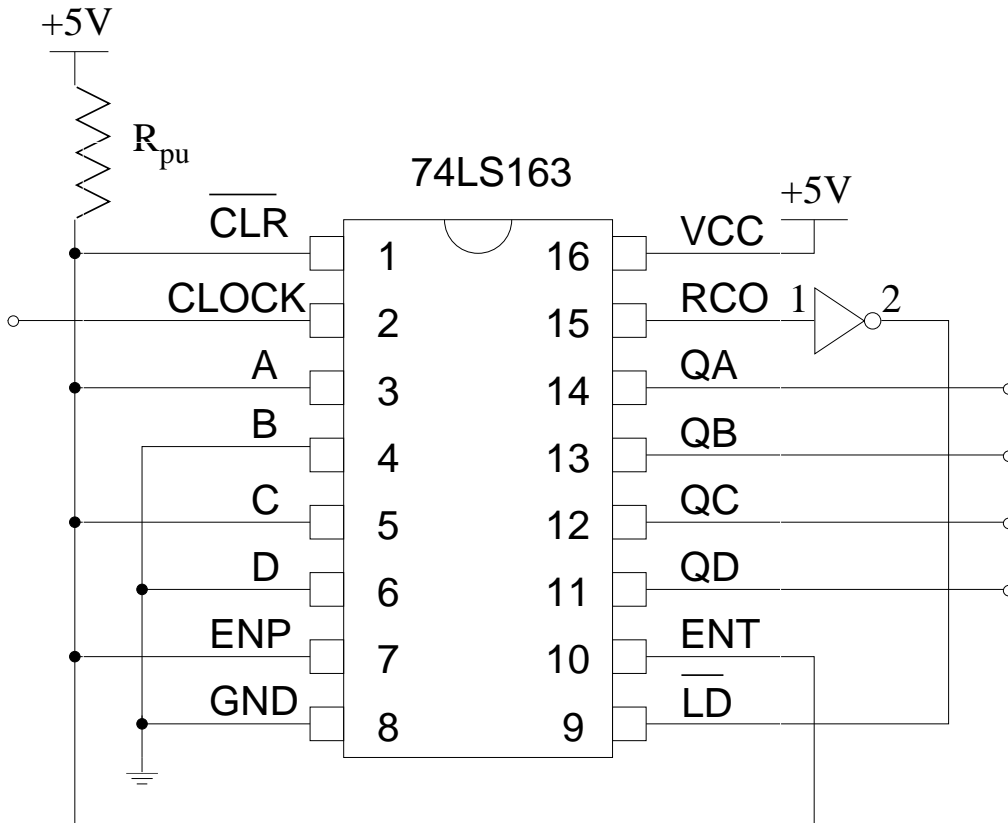 +5V
Rpu
74LS163
+5V
CLR
VCC
1
16
CLOCK
RCO
1
2
2
15
A
QA
3
14
B
QB
4
13
C
QC
5
12
D
QD
6
11
ENP
ENT
7
10
GND
LD
8
9